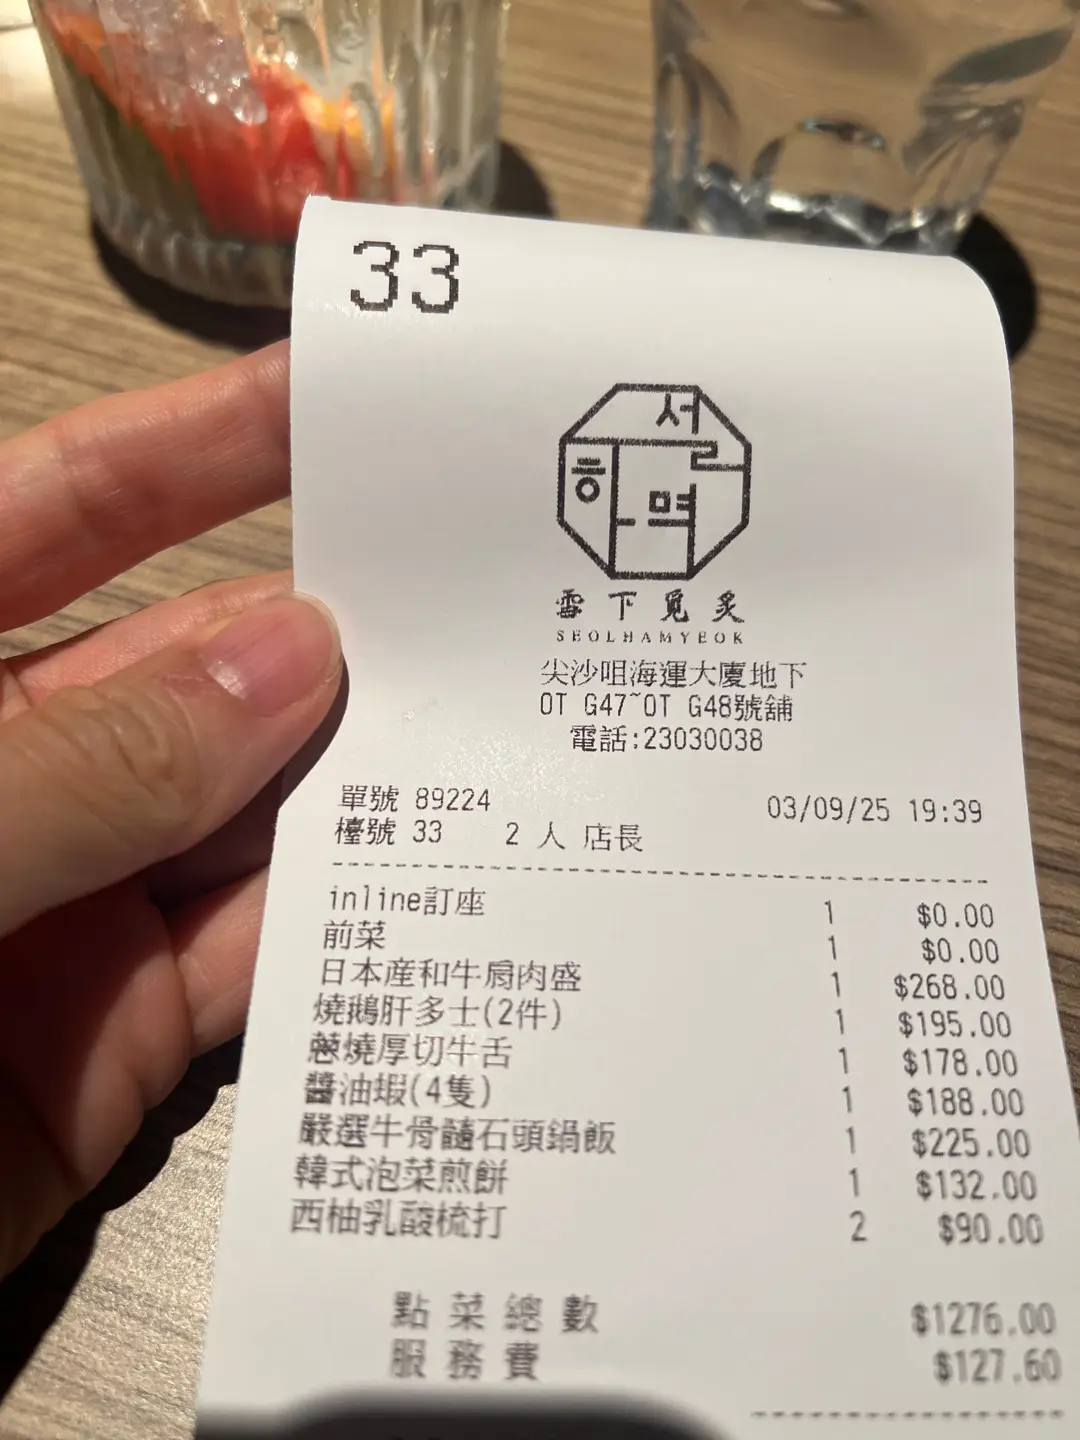 33
설
하
멱
雪下覓炙
SEOLHAMYEOK
尖沙咀海運大廈地下
OT G47~OT G48號舖
電話:23030038
單號 89224 03/09/25 19:39
檯號 33 2 人 店長
inline訂座 1 $0.00
前菜 1 $0.00
日本産和牛肩肉盛 1 $268.00
燒鵝肝多士(2件) 1 $195.00
蔥燒厚切牛舌 1 $178.00
醬油蝦(4隻) 1 $188.00
嚴選牛骨髓石頭鍋飯 1 $225.00
韓式泡菜煎餅 1 $132.00
西柚乳酸梳打 2 $90.00
點菜總數 $1276.00
服務費 $127.60